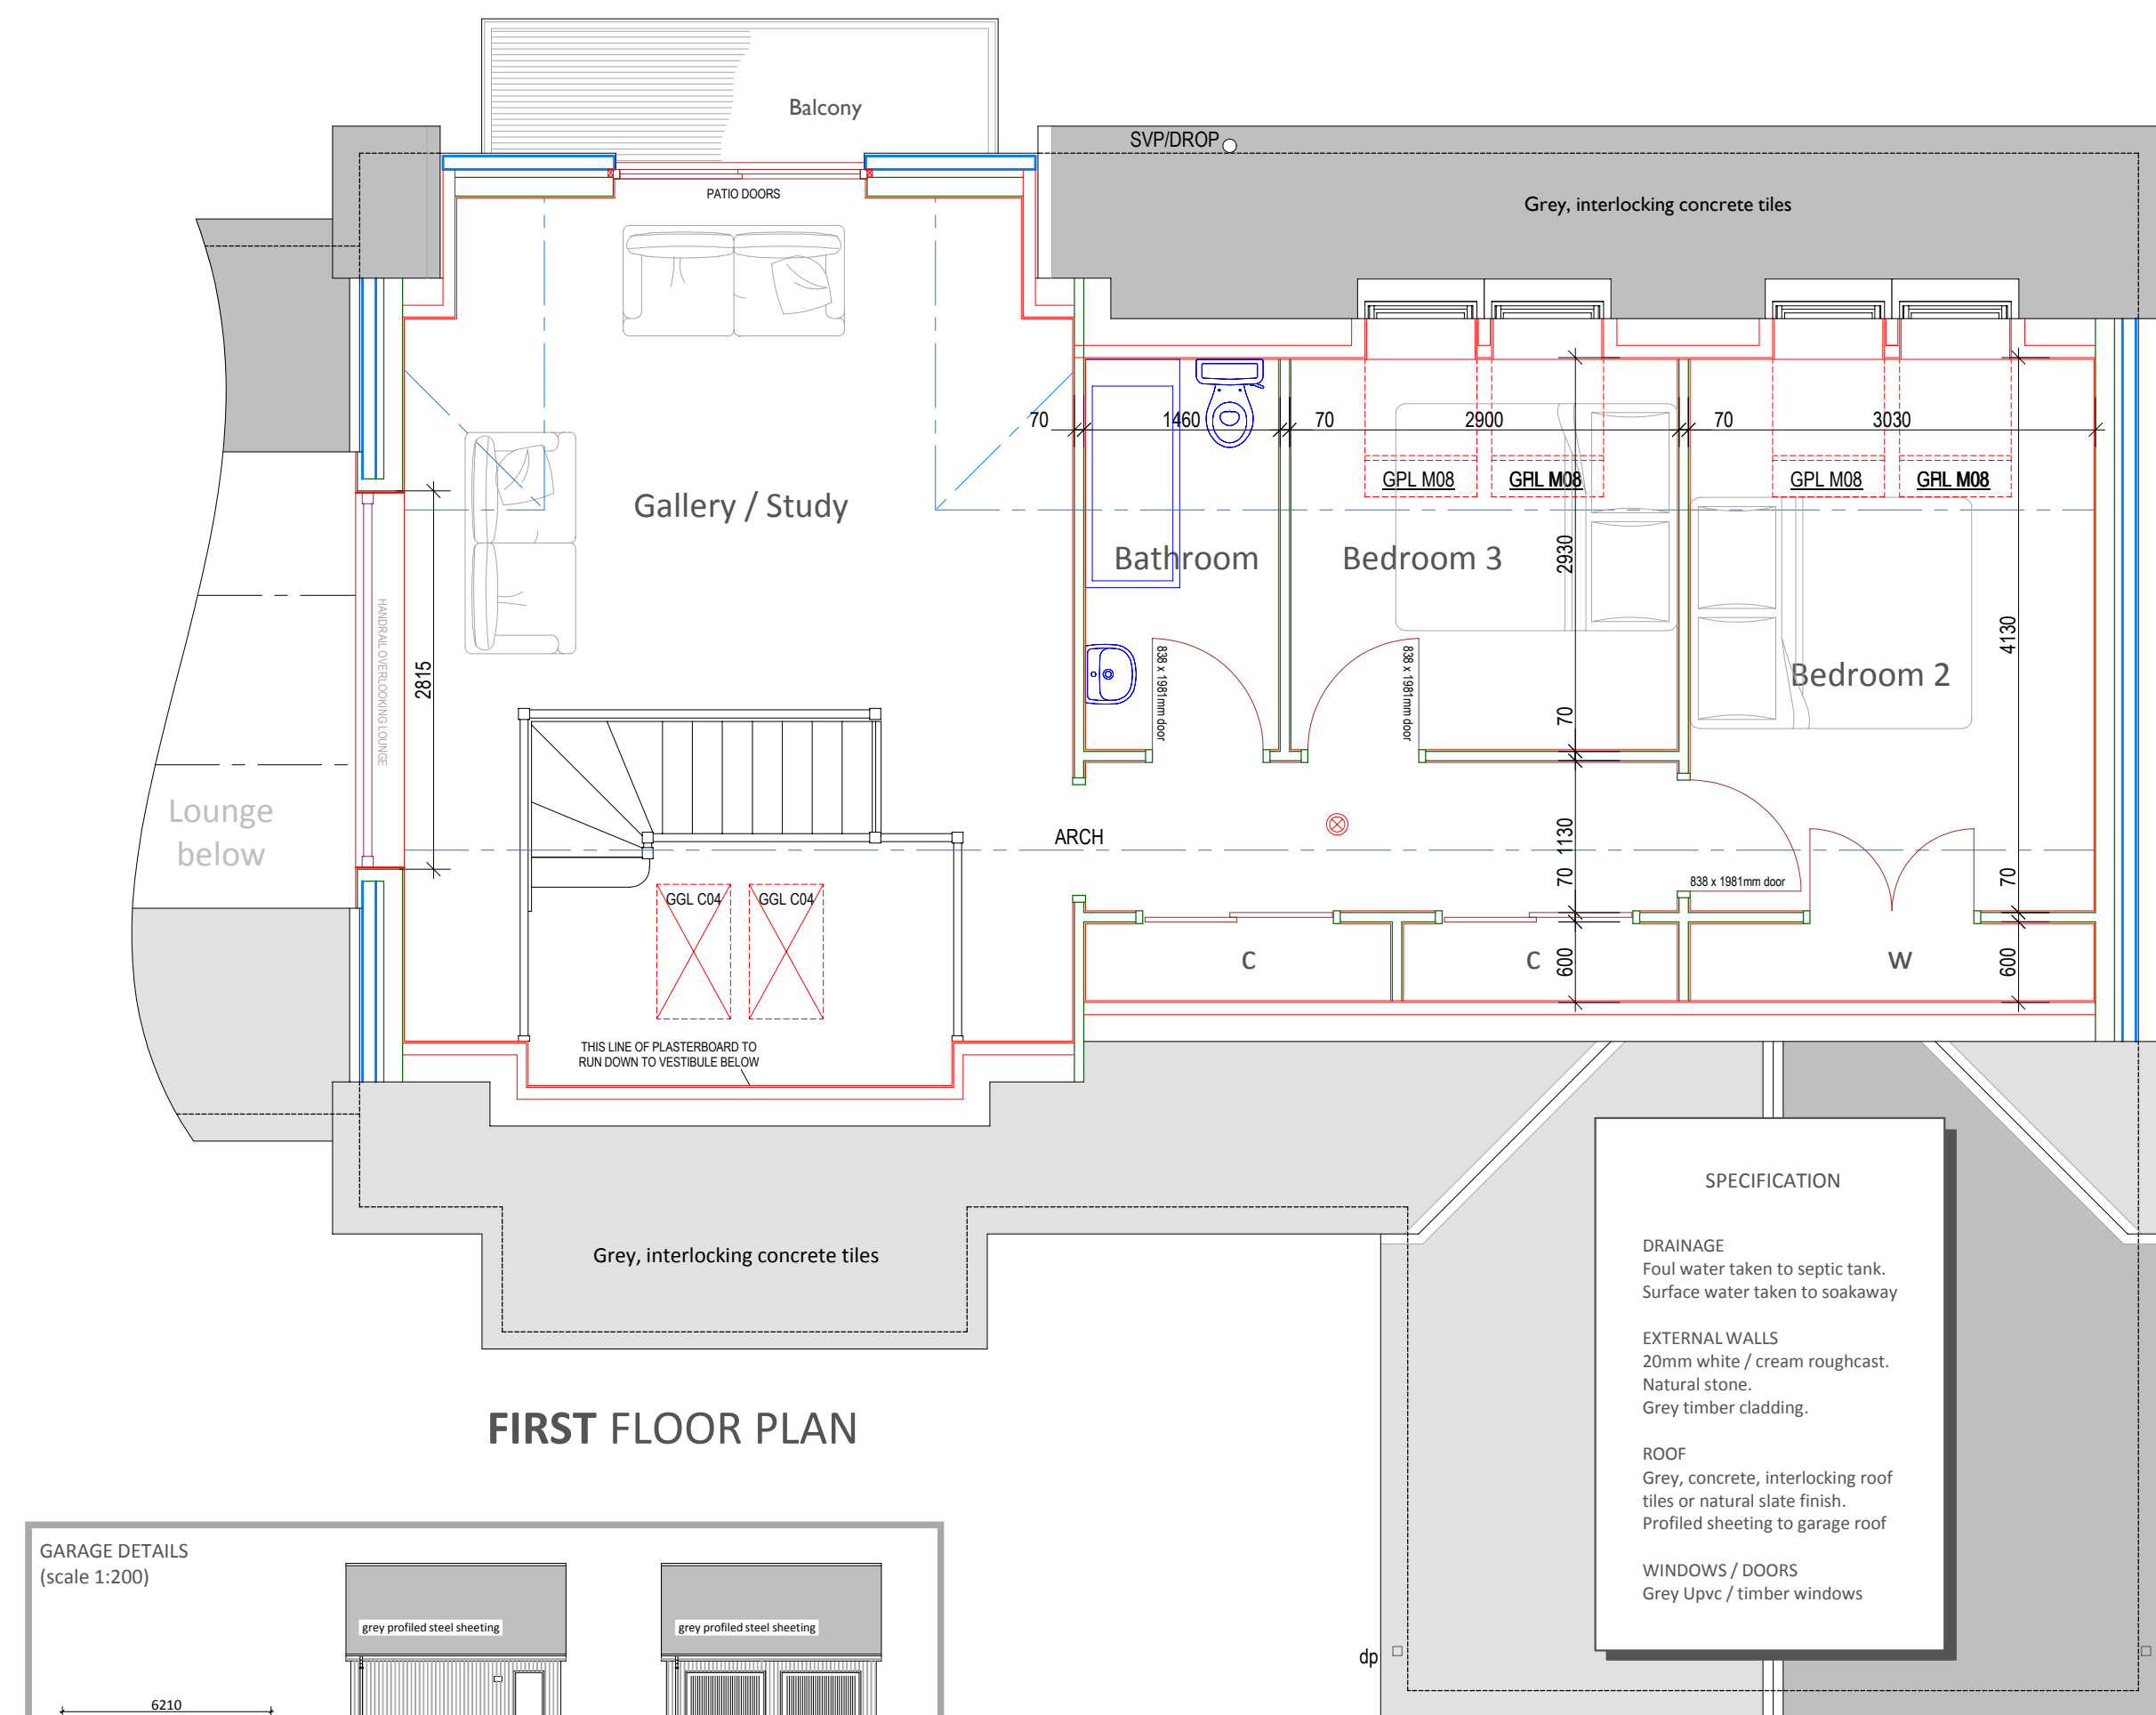 Balcony
SVP/DROP
PATIO DOORS
Grey, interlocking concrete tiles
70
1460
70
2900
70
3030
GPL M08
GPL M08
Gallery / Study
Bathroom
Bedroom 3
2930
4130
Bedroom 2
HANDRAIL OVERLOOKING LOUNGE
2815
838 x 1981mm door
838 x 1981mm door
70
Lounge
below
ARCH
1130
838 x 1981mm door
70
70
GGL C04
GGL C04
C
C
600
W
600
THIS LINE OF PLASTERBOARD TO
RUN DOWN TO VESTIBULE BELOW
Grey, interlocking concrete tiles
FIRST FLOOR PLAN
SPECIFICATION
DRAINAGE
Foul water taken to septic tank.
Surface water taken to soakaway
EXTERNAL WALLS
20mm white / cream roughcast.
Natural stone.
Grey timber cladding.
ROOF
Grey, concrete, interlocking roof
tiles or natural slate finish.
Profiled sheeting to garage roof
WINDOWS / DOORS
Grey Upvc / timber windows
dp
GARAGE DETAILS
(scale 1:200)
grey profiled steel sheeting
grey profiled steel sheeting
6210